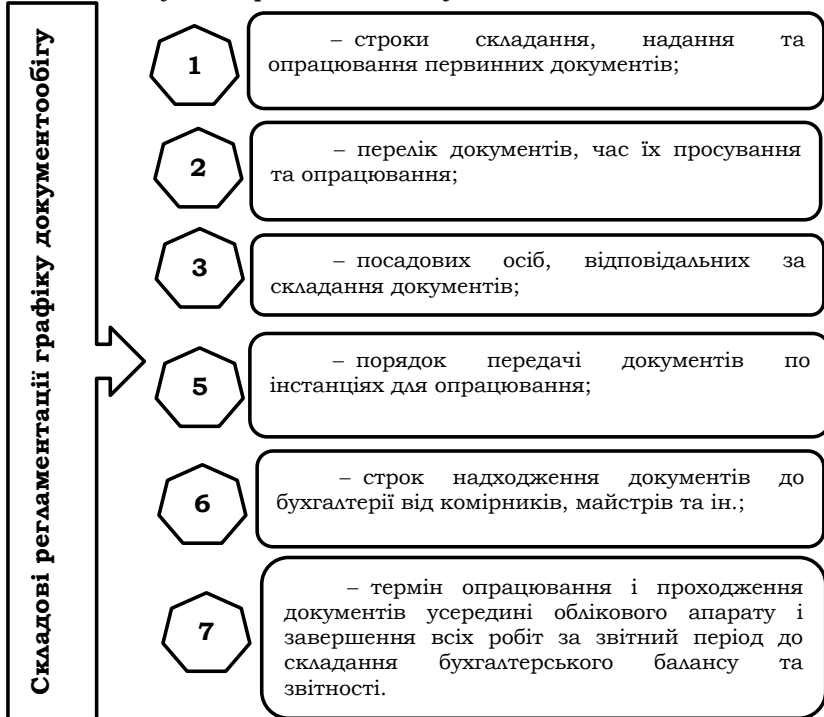 Складові регламентації графіку документообігу
1
– строки складання, надання та
опрацювання первинних документів;
2
– перелік документів, час їх просування
та опрацювання;
3
– посадових осіб, відповідальних за
складання документів;
5
– порядок передачі документів по
інстанціях для опрацювання;
6
– строк надходження документів до
бухгалтерії від комірників, майстрів та ін.;
7
– термін опрацювання і проходження
документів усередині облікового апарату і
завершення всіх робіт за звітний період до
складання бухгалтерського балансу та
звітності.